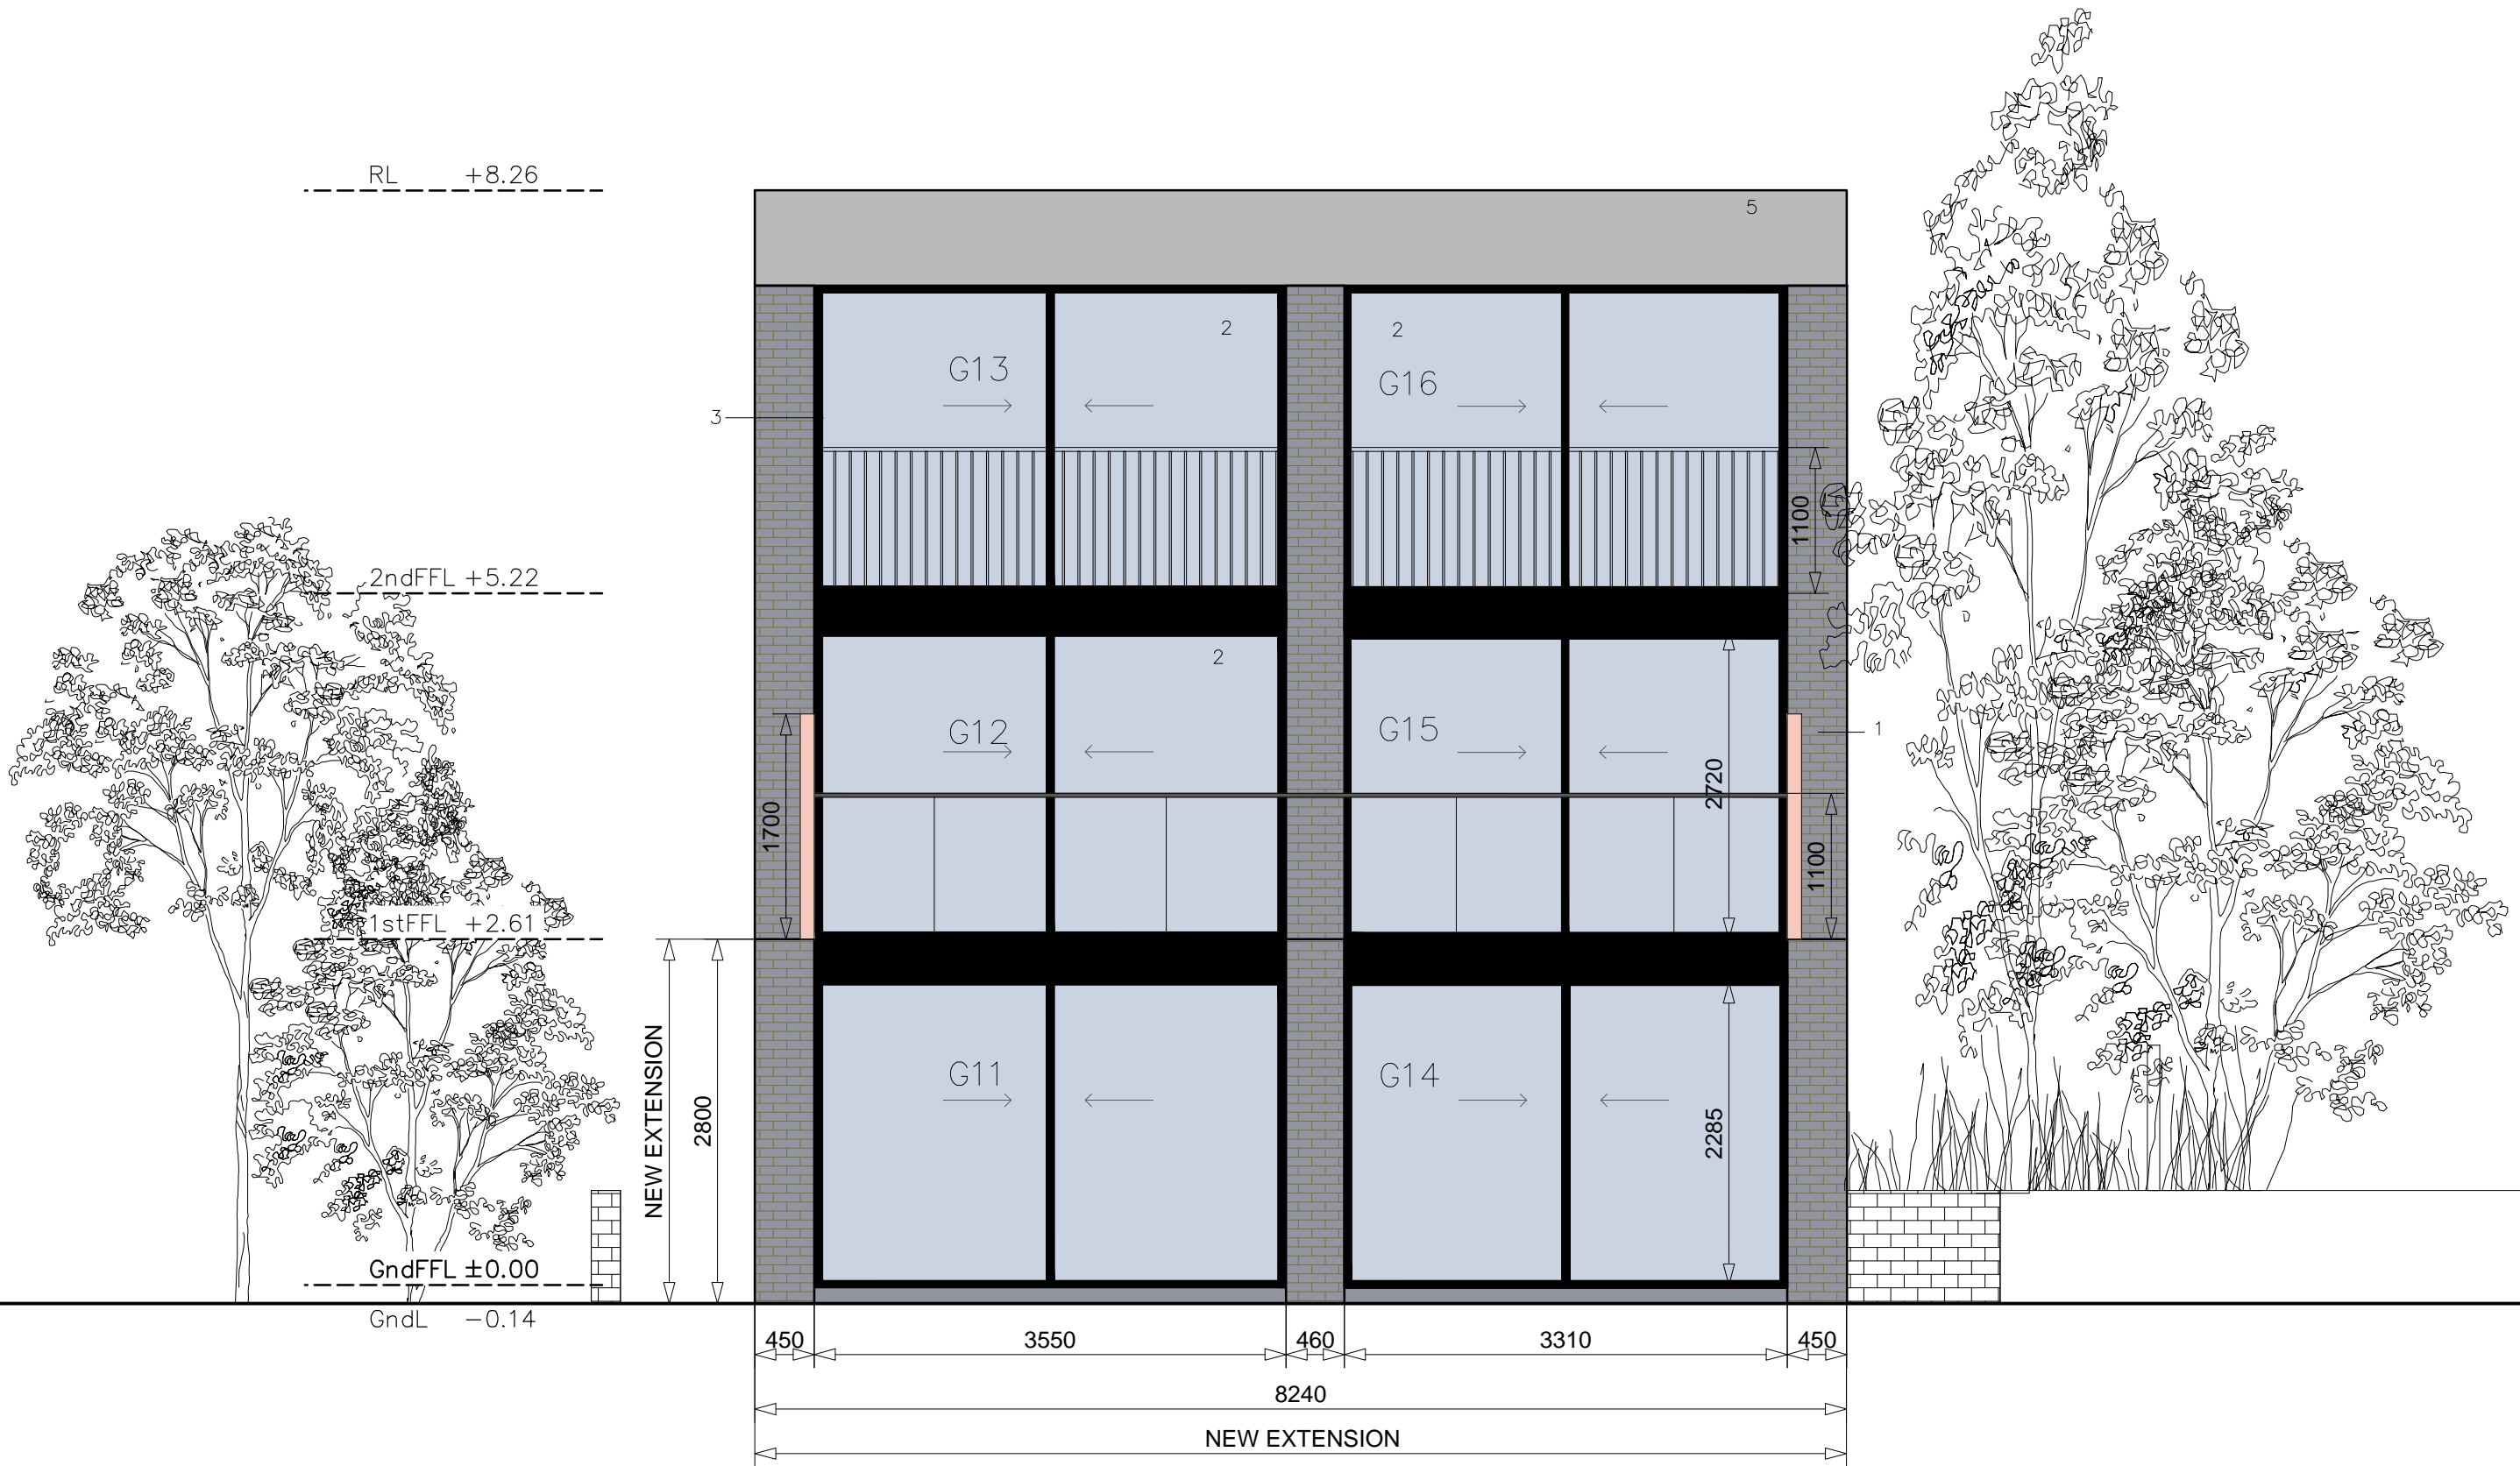 RL +8.26
5
2
2
G13
G16
3
1100
2ndFFL +5.22
2
G12
G15
1
1700
2720
1100
1stFFL +2.61
G11
G14
NEW EXTENSION
2800
2285
GndFFL ±0.00
GndL −0.14
450 3550 460 3310 450
8240
NEW EXTENSION